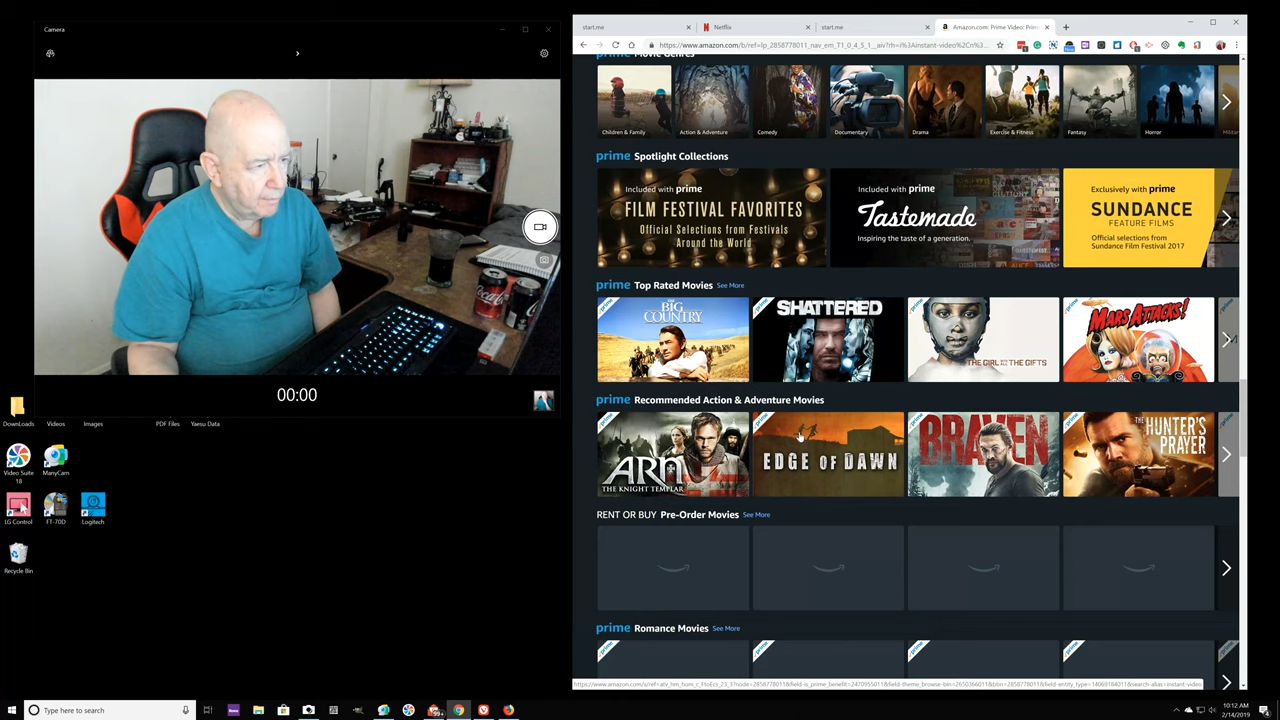 Camera
00:00
DownLoads
Videos
Images
PDF Files
Yaesu Data
Video Suite
18
ManyCam
LG Control
FT-70D
Logitech
Recycle Bin
start.me
Netflix
start.me
Amazon.com: Prime Video: Prim
Children & Family
Action & Adventure
Comedy
Documentary
Drama
Exercise & Fitness
Fantasy
Horror
prime Spotlight Collections
Included with prime
FILM FESTIVAL FAVORITES
Official Selections from Festivals
Around the World
Included with prime
Tastemade
Inspiring the taste of a generation.
Exclusively with prime
SUNDANCE
FEATURE FILMS
Official selections from
Sundance Film Festival 2017
prime Top Rated Movies See More
THE BIG
COUNTRY
SHATTERED
THE GIRL WITH ALL THE GIFTS
MARS ATTACKS!
prime Recommended Action & Adventure Movies
ARN
THE KNIGHT TEMPLAR
EDGE OF DAWN
BRAVEN
THE HUNTER'S
PRAYER
RENT OR BUY Pre-Order Movies See More
prime Romance Movies See More
Type here to search
99+
10:12 AM
2/14/2019